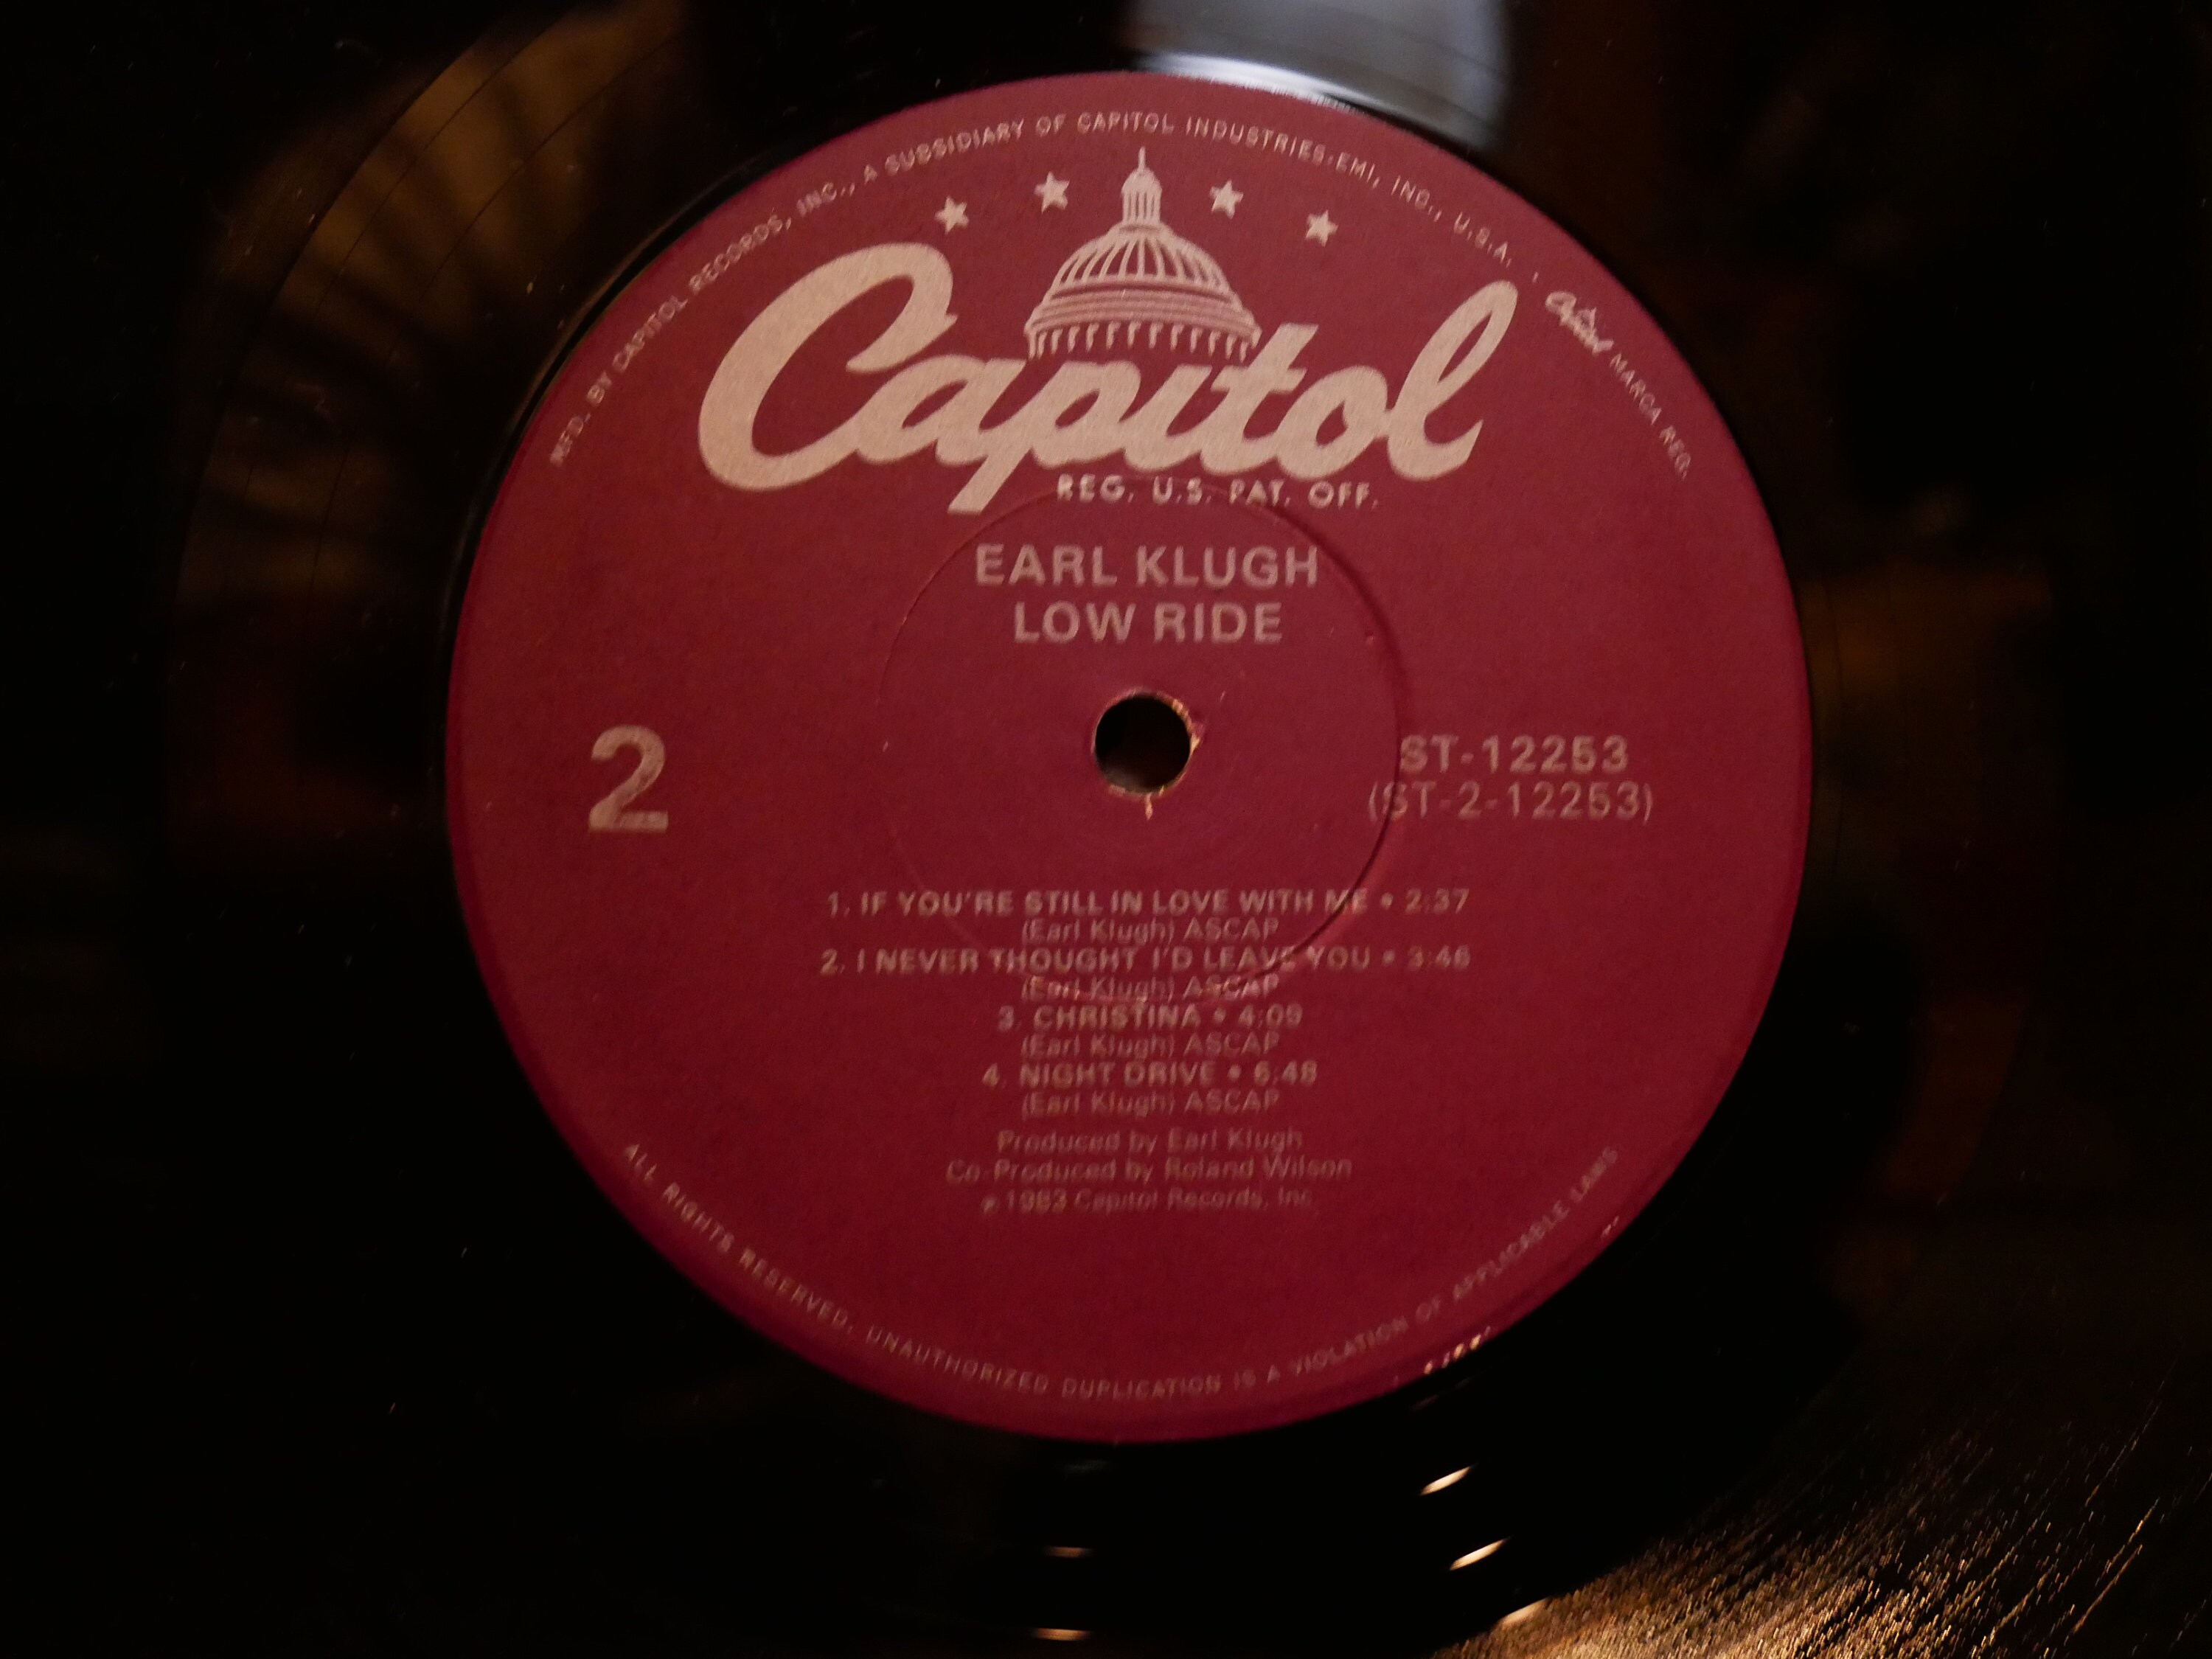 MFD. BY CAPITOL RECORDS, INC., A SUBSIDIARY OF CAPITOL INDUSTRIES-EMI, INC., U.S.A. · Capitol MARCA REG.
Capitol
REG. U.S. PAT. OFF.
EARL KLUGH
LOW RIDE
2
ST-12253
(ST-2-12253)
1. IF YOU'RE STILL IN LOVE WITH ME • 2:37
(Earl Klugh) ASCAP
2. I NEVER THOUGHT I'D LEAVE YOU • 3:46
(Earl Klugh) ASCAP
3. CHRISTINA • 4:09
(Earl Klugh) ASCAP
4. NIGHT DRIVE • 6:48
(Earl Klugh) ASCAP
Produced by Earl Klugh
Co-Produced by Roland Wilson
℗ 1983 Capitol Records, Inc.
ALL RIGHTS RESERVED. UNAUTHORIZED DUPLICATION IS A VIOLATION OF APPLICABLE LAWS